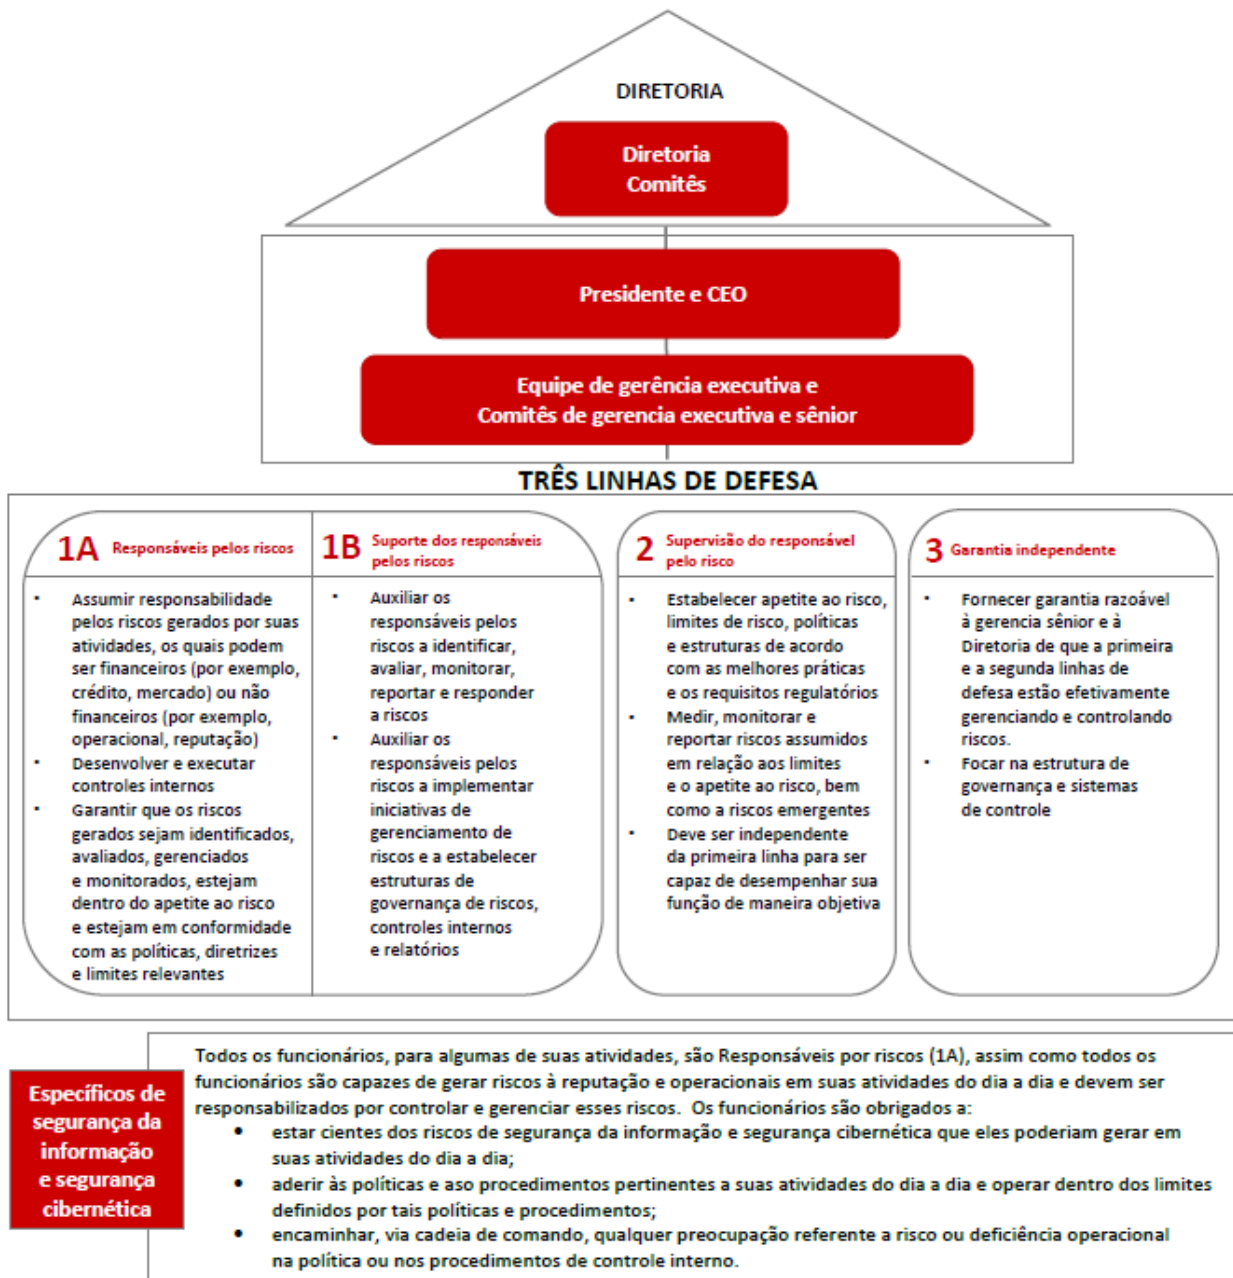 DIRETORIA
Diretoria
Comitês
Presidente e CEO
Equipe de gerência executiva e
Comitês de gerencia executiva e sênior
TRÊS LINHAS DE DEFESA
1A Responsáveis pelos riscos
▪ Assumir responsabilidade
pelos riscos gerados por suas
atividades, os quais podem
ser financeiros (por exemplo,
crédito, mercado) ou não
financeiros (por exemplo,
operacional, reputação)
▪ Desenvolver e executar
controles internos
▪ Garantir que os riscos
gerados sejam identificados,
avaliados, gerenciados
e monitorados, estejam
dentro do apetite ao risco
e estejam em conformidade
com as políticas, diretrizes
e limites relevantes
1B Suporte dos responsáveis
pelos riscos
▪ Auxiliar os
responsáveis pelos
riscos a identificar,
avaliar, monitorar,
reportar e responder
a riscos
▪ Auxiliar os
responsáveis pelos
riscos a implementar
iniciativas de
gerenciamento de
riscos e a estabelecer
estruturas de
governança de riscos,
controles internos
e relatórios
2 Supervisão do responsável
pelo risco
▪ Estabelecer apetite ao risco,
limites de risco, políticas
e estruturas de acordo
com as melhores práticas
e os requisitos regulatórios
▪ Medir, monitorar e
reportar riscos assumidos
em relação aos limites
e o apetite ao risco, bem
como a riscos emergentes
▪ Deve ser independente
da primeira linha para ser
capaz de desempenhar sua
função de maneira objetiva
3 Garantia independente
▪ Fornecer garantia razoável
à gerencia sênior e à
Diretoria de que a primeira
e a segunda linhas de
defesa estão efetivamente
gerenciando e controlando
riscos.
▪ Focar na estrutura de
governança e sistemas
de controle
Específicos de
segurança da
informação
e segurança
cibernética
Todos os funcionários, para algumas de suas atividades, são Responsáveis por riscos (1A), assim como todos os
funcionários são capazes de gerar riscos à reputação e operacionais em suas atividades do dia a dia e devem ser
responsabilizados por controlar e gerenciar esses riscos. Os funcionários são obrigados a:
• estar cientes dos riscos de segurança da informação e segurança cibernética que eles poderiam gerar em
suas atividades do dia a dia;
• aderir às políticas e aso procedimentos pertinentes a suas atividades do dia a dia e operar dentro dos limites
definidos por tais políticas e procedimentos;
• encaminhar, via cadeia de comando, qualquer preocupação referente a risco ou deficiência operacional
na política ou nos procedimentos de controle interno.